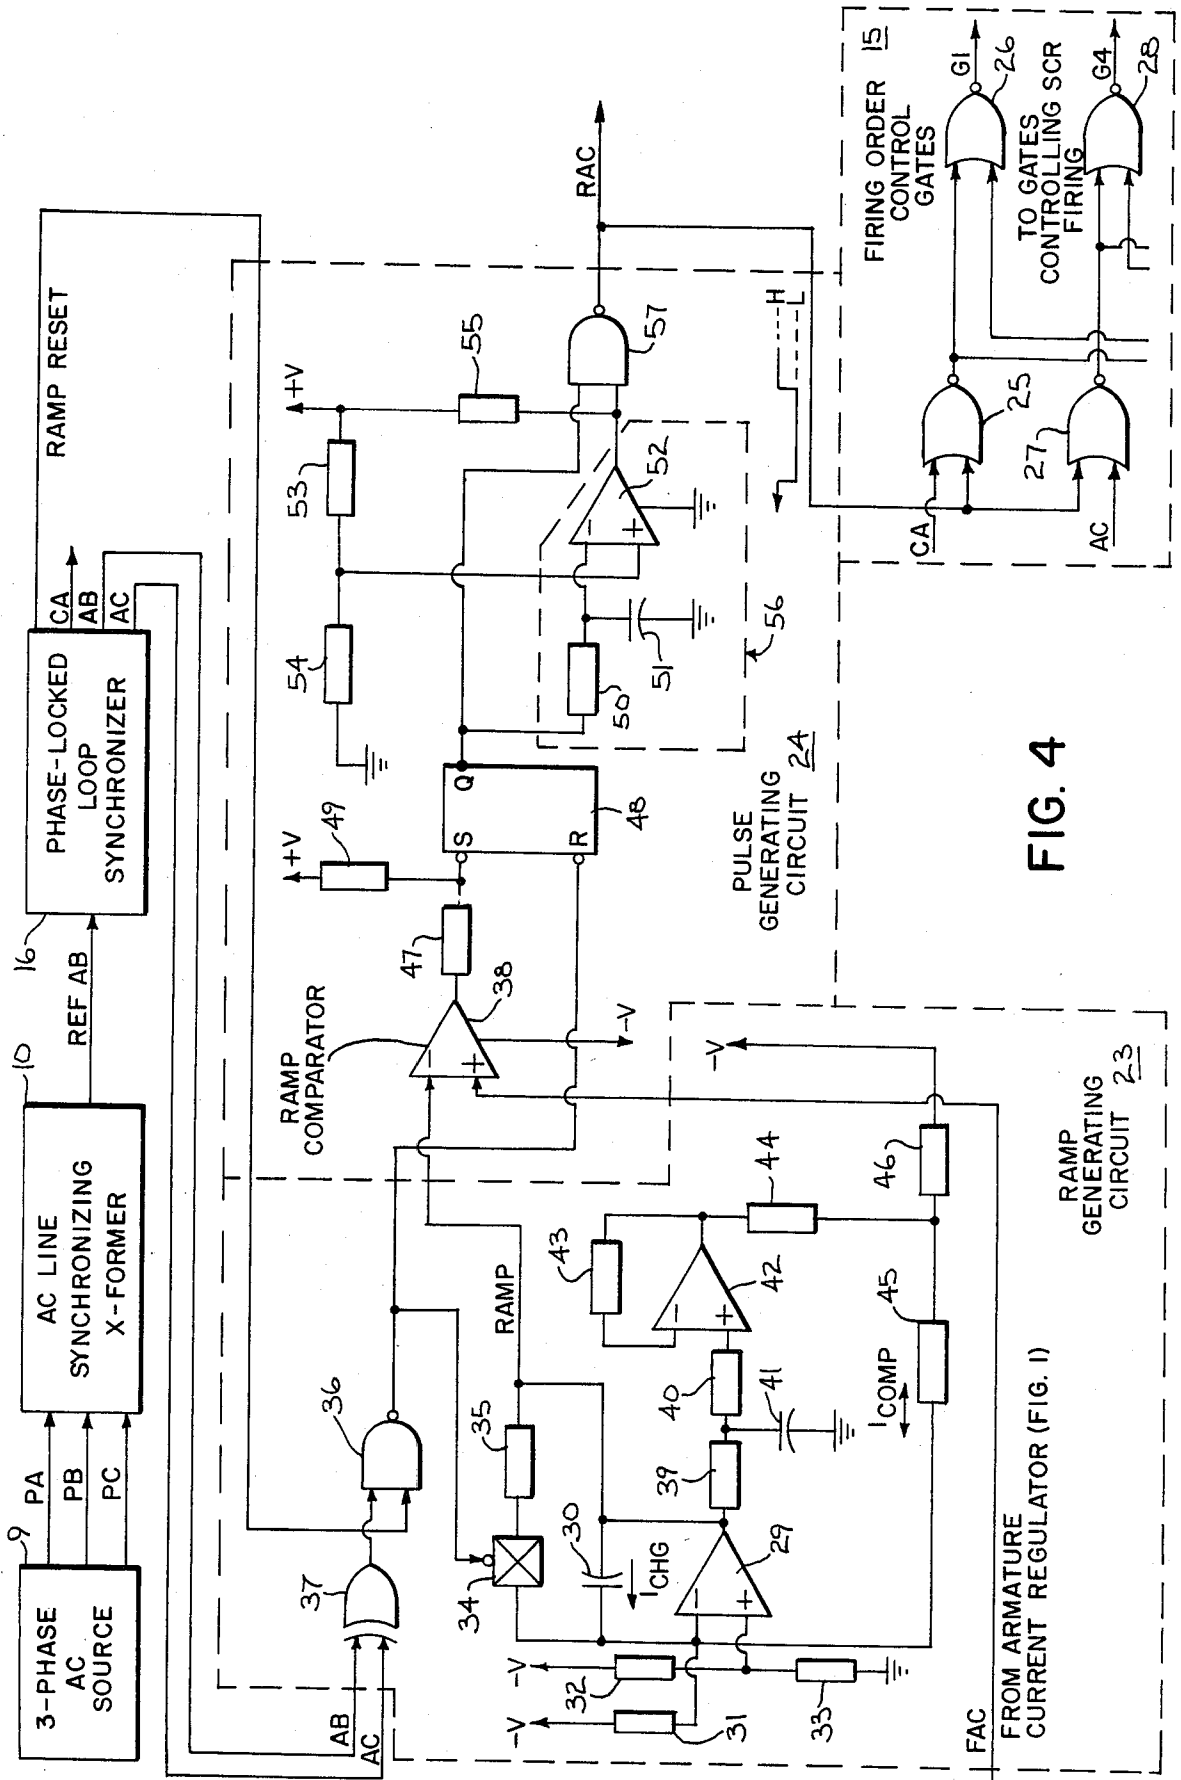 3-PHASE
AC
SOURCE
9
PA
PB
PC
AC LINE
SYNCHRONIZING
X-FORMER
10
REF AB
PHASE-LOCKED
LOOP
SYNCHRONIZER
16
RAMP RESET
CA
AB
AC
AB
AC
37
36
34
35
RAMP
30
ICHG
29
-V
-V
31
32
33
39
40
41
42
43
44
45
46
ICOMP
-V
RAMP
GENERATING
CIRCUIT 23
FAC
FROM ARMATURE
CURRENT REGULATOR (FIG. 1)
RAMP
COMPARATOR
38
-V
47
+V
49
S
Q
R
48
PULSE
GENERATING
CIRCUIT 24
50
51
52
53
54
+V
55
56
57
RAC
H
L
FIRING ORDER
CONTROL
GATES
15
CA
AC
25
27
TO GATES
CONTROLLING SCR
FIRING
G1
26
G4
28
+
−
+
−
+
−
+
−
FIG. 4